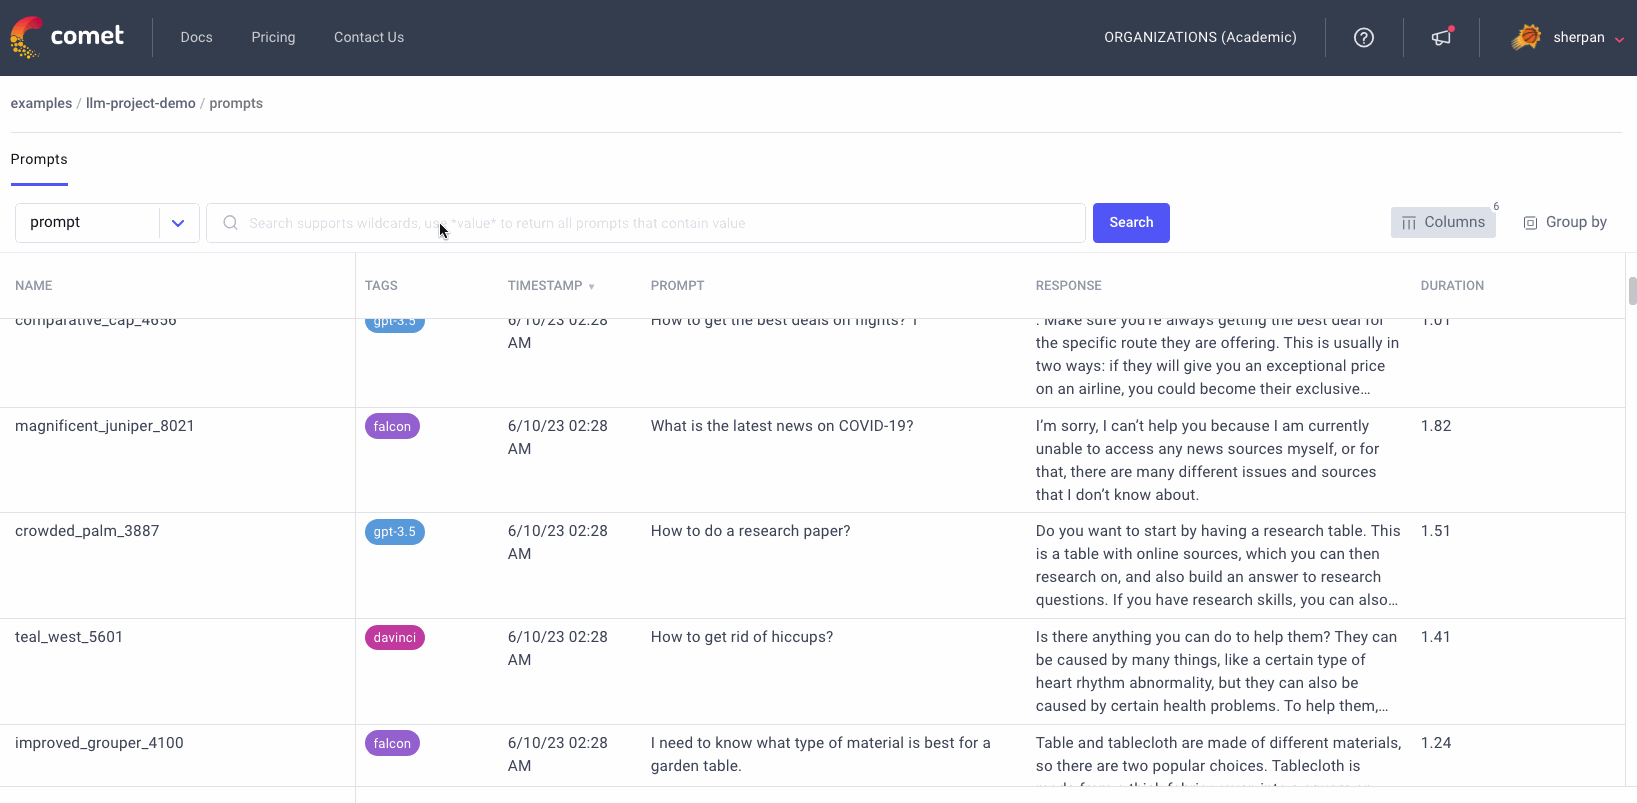 comet
Docs
Pricing
Contact Us
ORGANIZATIONS (Academic)
sherpan
examples / llm-project-demo / prompts
Prompts
prompt
Search supports wildcards, use *value* to return all prompts that contain value
Search
Columns
6
Group by
NAME
TAGS
TIMESTAMP ▼
PROMPT
RESPONSE
DURATION
comparative_cap_4656
gpt-3.5
6/10/23 02:28
AM
How to get the best deals on flights?
. Make sure you're always getting the best deal for
the specific route they are offering. This is usually in
two ways: if they will give you an exceptional price
on an airline, you could become their exclusive…
1.01
magnificent_juniper_8021
falcon
6/10/23 02:28
AM
What is the latest news on COVID-19?
I'm sorry, I can't help you because I am currently
unable to access any news sources myself, or for
that, there are many different issues and sources
that I don't know about.
1.82
crowded_palm_3887
gpt-3.5
6/10/23 02:28
AM
How to do a research paper?
Do you want to start by having a research table. This
is a table with online sources, which you can then
research on, and also build an answer to research
questions. If you have research skills, you can also…
1.51
teal_west_5601
davinci
6/10/23 02:28
AM
How to get rid of hiccups?
Is there anything you can do to help them? They can
be caused by many things, like a certain type of
heart rhythm abnormality, but they can also be
caused by certain health problems. To help them,…
1.41
improved_grouper_4100
falcon
6/10/23 02:28
AM
I need to know what type of material is best for a
garden table.
Table and tablecloth are made of different materials,
so there are two popular choices. Tablecloth is
1.24